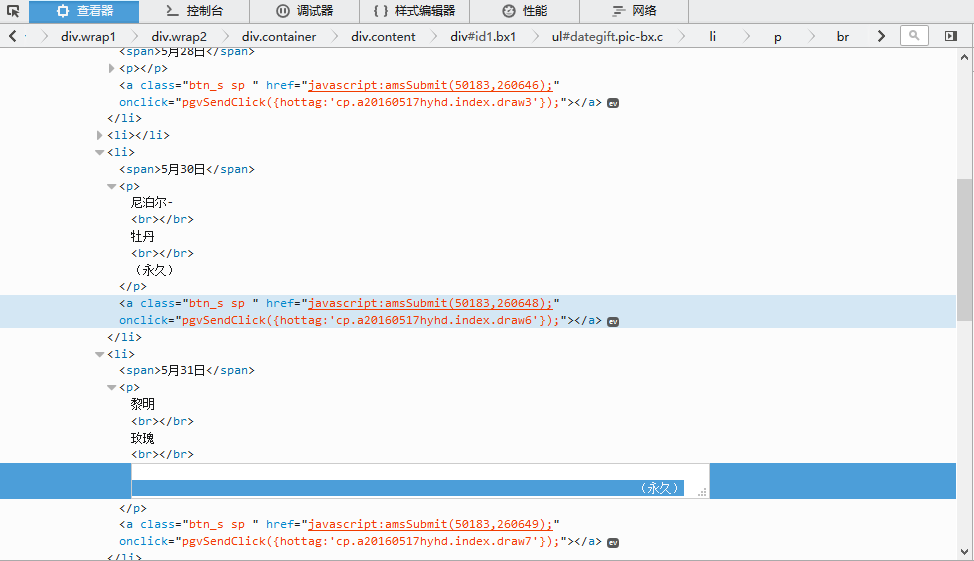 查看器 控制台 调试器 { } 样式编辑器 性能 网络
div.wrap1 div.wrap2 div.container div.content div#id1.bx1 ul#dategift.pic-bx.c li p br
<span>5月28日</span>
<p></p>
<a class="btn_s sp " href="javascript:amsSubmit(50183,260646);"
onclick="pgvSendClick({hottag:'cp.a20160517hyhd.index.draw3'});"></a> ev
</li>
<li></li>
<li>
<span>5月30日</span>
<p>
尼泊尔-
<br></br>
牡丹
<br></br>
（永久）
</p>
<a class="btn_s sp " href="javascript:amsSubmit(50183,260648);"
onclick="pgvSendClick({hottag:'cp.a20160517hyhd.index.draw6'});"></a> ev
</li>
<li>
<span>5月31日</span>
<p>
黎明
<br></br>
玫瑰
<br></br>
（永久）
</p>
<a class="btn_s sp " href="javascript:amsSubmit(50183,260649);"
onclick="pgvSendClick({hottag:'cp.a20160517hyhd.index.draw7'});"></a> ev
</li>